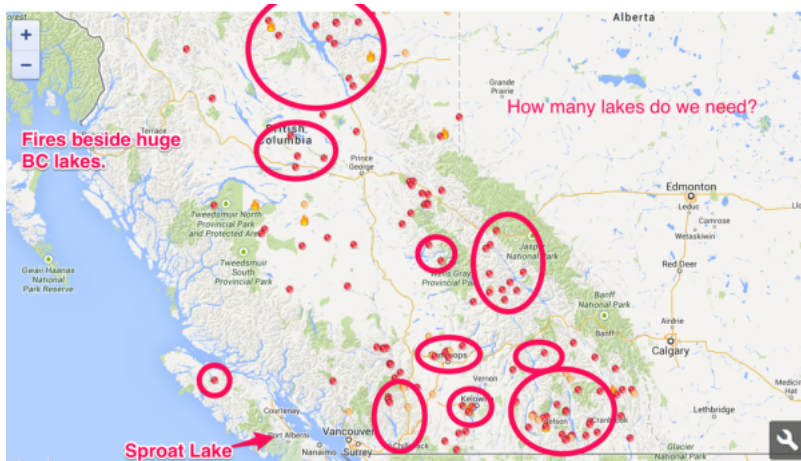 Forest
Alberta
+
−
Grande
Prairie
How many lakes do we need?
Terrace
British
Columbia
Fires beside huge
BC lakes.
Prince
George
Edmonton
Leduc
Camrose
Wetaskiwin
Tweedsmuir North
Provincial Park
and Protected Area
Jasper
National Park
Red Deer
Gwaii Haanas
National
Park Reserve
Tweedsmuir
South
Provincial Park
Wells Gray
Provincial Park
Banff
National Park
Airdrie
Banff
Calgary
Kamloops
Vernon
Medicine
Hat
Kelowna
Courtenay
Nelson
Cranbrook
Lethbridge
Port Alberni
Vancouver
Chilliwack
Sproat Lake
Nanaimo
Surrey
Glacier
National Park